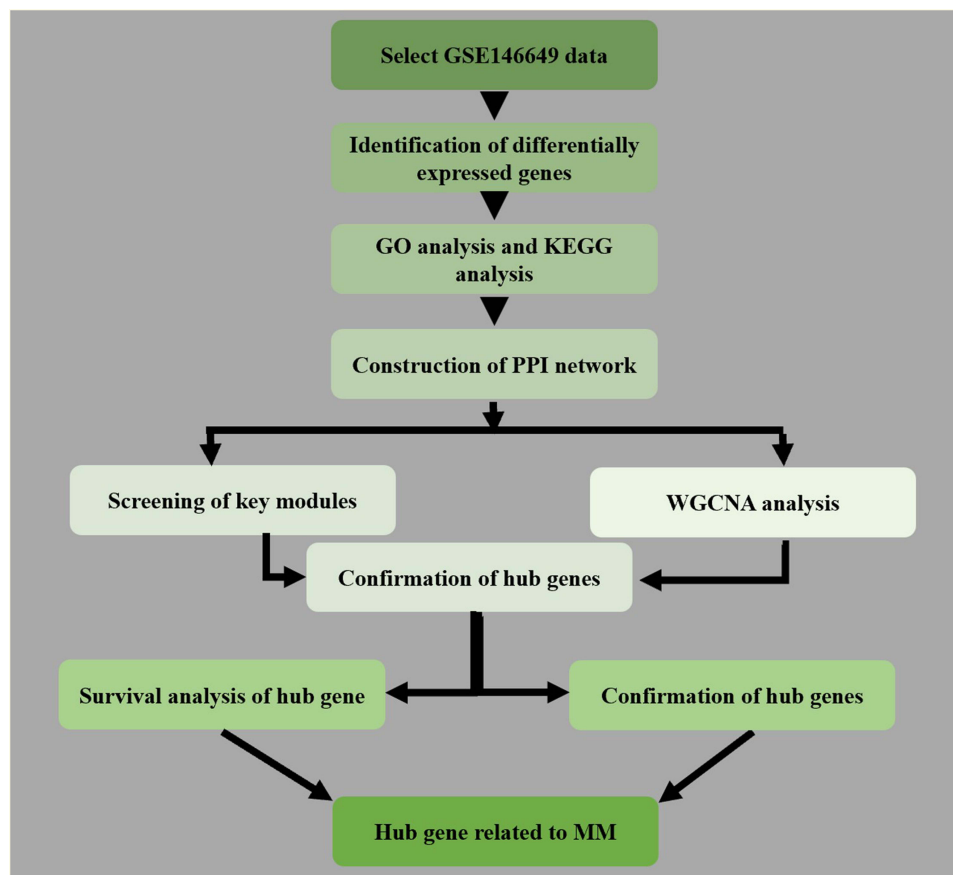 Select GSE146649 data
Identification of differentially
expressed genes
GO analysis and KEGG
analysis
Construction of PPI network
Screening of key modules
WGCNA analysis
Confirmation of hub genes
Survival analysis of hub gene
Confirmation of hub genes
Hub gene related to MM